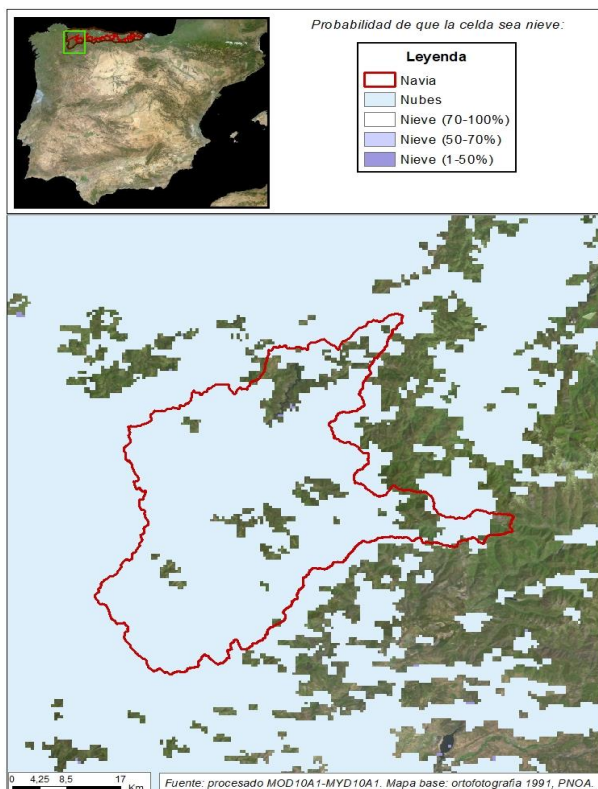 Probabilidad de que la celda sea nieve:
Leyenda
Navia
Nubes
Nieve (70-100%)
Nieve (50-70%)
Nieve (1-50%)
0 4,25 8,5 17
Km
Fuente: procesado MOD10A1-MYD10A1. Mapa base: ortofotografia 1991, PNOA.